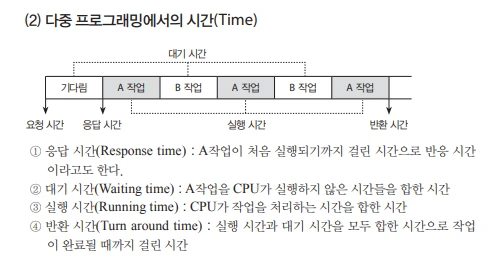 (2) 다중 프로그래밍에서의 시간(Time)
대기 시간
기다림 A 작업 B 작업 A 작업 B 작업 A 작업
요청 시간 응답 시간 실행 시간 반환 시간
① 응답 시간(Response time) : A작업이 처음 실행되기까지 걸린 시간으로 반응 시간
이라고도 한다.
② 대기 시간(Waiting time) : A작업을 CPU가 실행하지 않은 시간들을 합한 시간
③ 실행 시간(Running time) : CPU가 작업을 처리하는 시간을 합한 시간
④ 반환 시간(Turn around time) : 실행 시간과 대기 시간을 모두 합한 시간으로 작업
이 완료될 때까지 걸린 시간